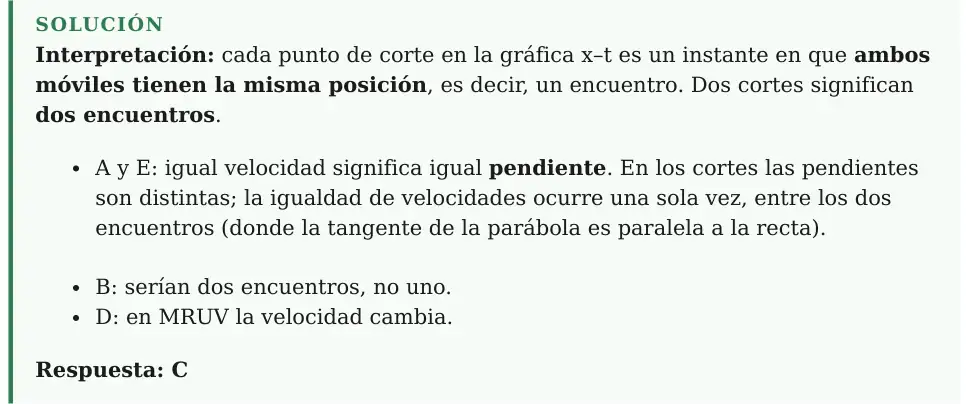 SOLUCIÓN
Interpretación: cada punto de corte en la gráfica x–t es un instante en que ambos
móviles tienen la misma posición, es decir, un encuentro. Dos cortes significan
dos encuentros.
• A y E: igual velocidad significa igual pendiente. En los cortes las pendientes
son distintas; la igualdad de velocidades ocurre una sola vez, entre los dos
encuentros (donde la tangente de la parábola es paralela a la recta).
• B: serían dos encuentros, no uno.
• D: en MRUV la velocidad cambia.
Respuesta: C